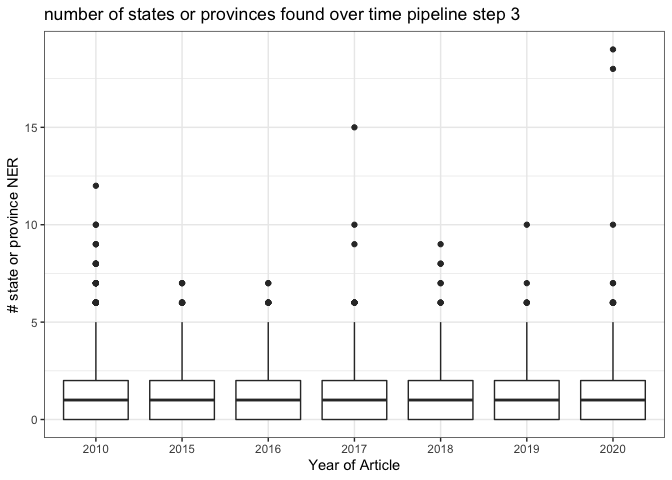 number of states or provinces found over time pipeline step 3
# state or province NER
15
10
5
0
2010 2015 2016 2017 2018 2019 2020
Year of Article